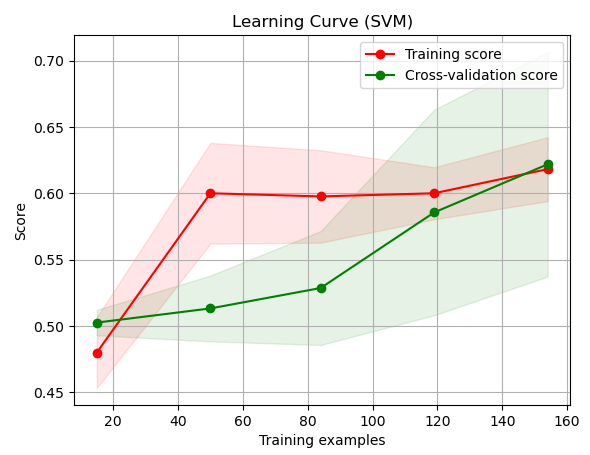 Learning Curve (SVM)
Training score
Cross-validation score
0.70
0.65
0.60
0.55
0.50
0.45
Score
20 40 60 80 100 120 140 160
Training examples